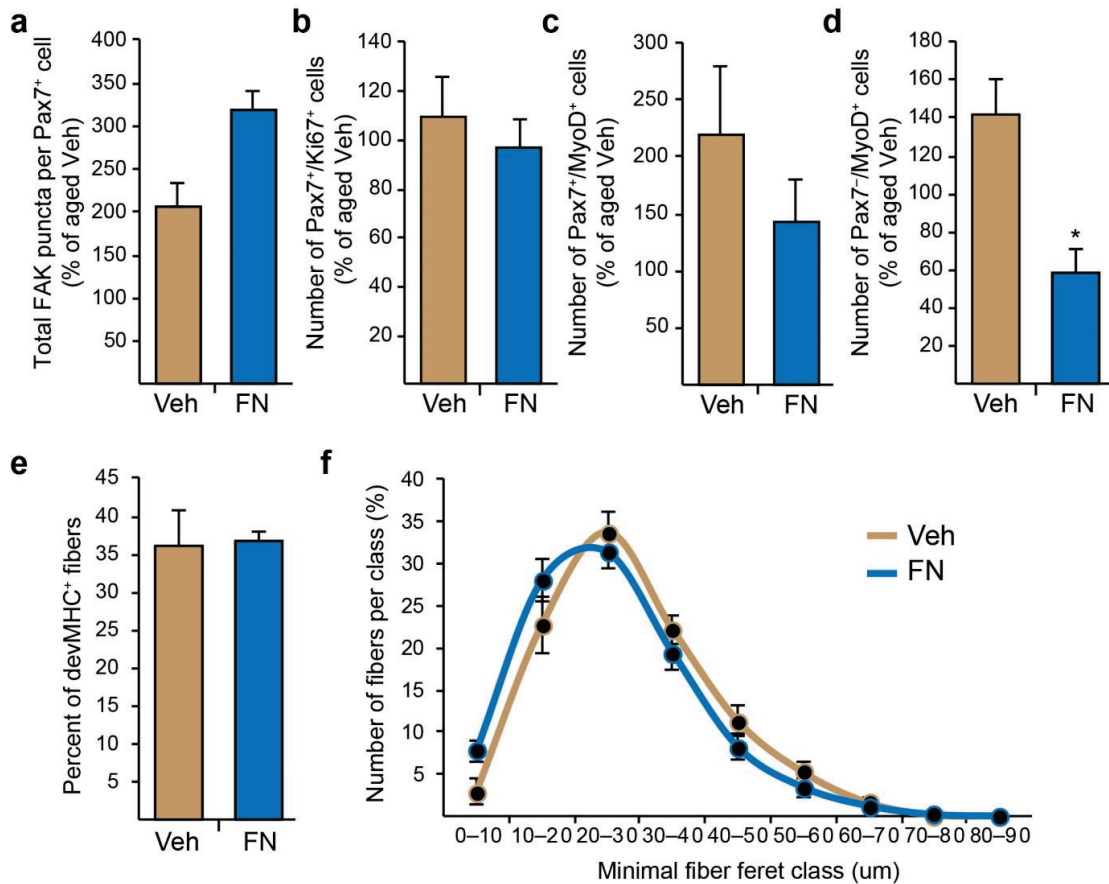 a
Total FAK puncta per Pax7⁺ cell
(% of aged Veh)
400
350
300
250
200
150
100
50
Veh
FN
b
Number of Pax7⁺/Ki67⁺ cells
(% of aged Veh)
140
120
100
80
60
40
20
Veh
FN
c
Number of Pax7⁺/MyoD⁺ cells
(% of aged Veh)
300
250
200
150
100
50
Veh
FN
d
Number of Pax7⁻/MyoD⁺ cells
(% of aged Veh)
180
160
140
120
100
80
60
40
20
*
Veh
FN
e
Percent of devMHC⁺ fibers
45
40
35
30
25
20
15
10
5
Veh
FN
f
Number of fibers per class (%)
40
35
30
25
20
15
10
5
Veh
FN
0–10 10–20 20–30 30–40 40–50 50–60 60–70 70–80 80–90
Minimal fiber feret class (um)